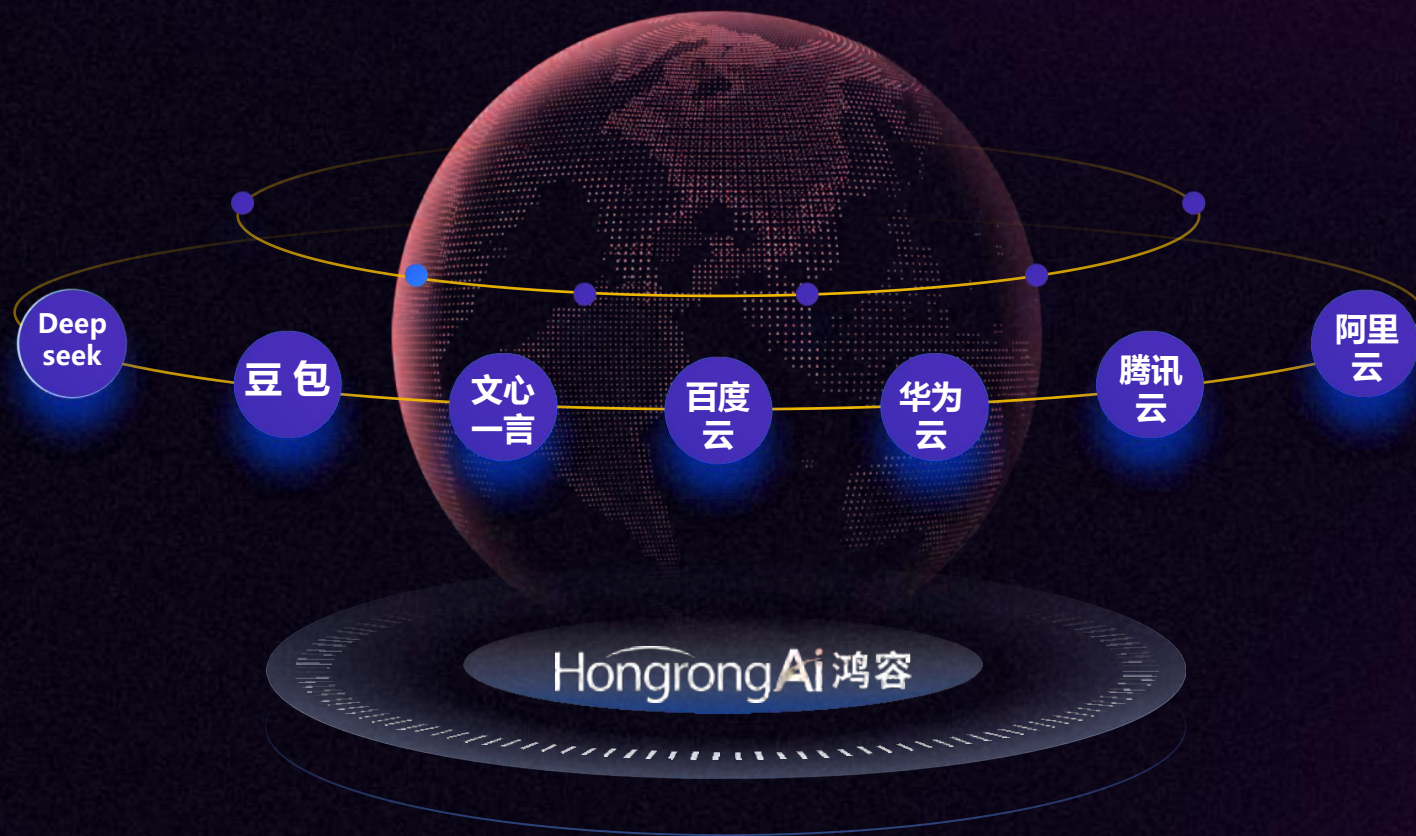 Deep
seek
豆 包
文心
一言
百度
云
华为
云
腾讯
云
阿里
云
HongrongAi 鸿容